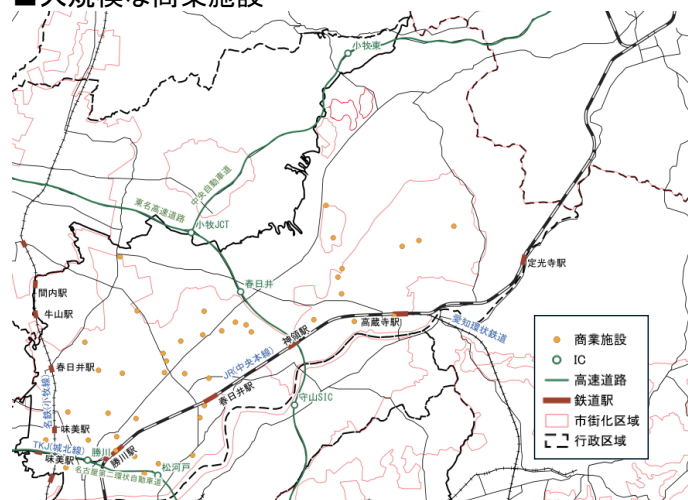 ■大規模な商業施設
小牧東
中央自動車道
東名高速道路
小牧JCT
定光寺駅
春日井
間内駅
牛山駅
高蔵寺駅
愛知環状鉄道
神領駅
春日井駅
JR(中央本線)
春日井駅
名鉄(小牧線)
守山SIC
味美駅
TKJ(城北線)
勝川
勝川駅
味美駅
松河戸
名古屋第二環状自動車道
商業施設
IC
高速道路
鉄道駅
市街化区域
行政区域